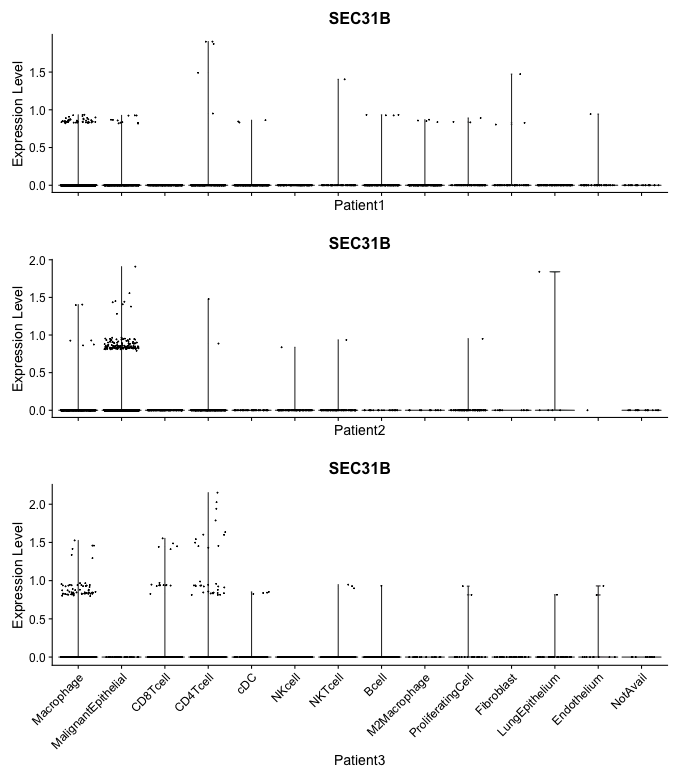 SEC31B
Expression Level
1.5
1.0
0.5
0.0
Patient1
SEC31B
Expression Level
2.0
1.5
1.0
0.5
0.0
Patient2
SEC31B
Expression Level
2.0
1.5
1.0
0.5
0.0
Macrophage
MalignantEpithelial
CD8Tcell
CD4Tcell
cDC
NKcell
NKTcell
Bcell
M2Macrophage
ProliferatingCell
Fibroblast
LungEpithelium
Endothelium
NotAvail
Patient3